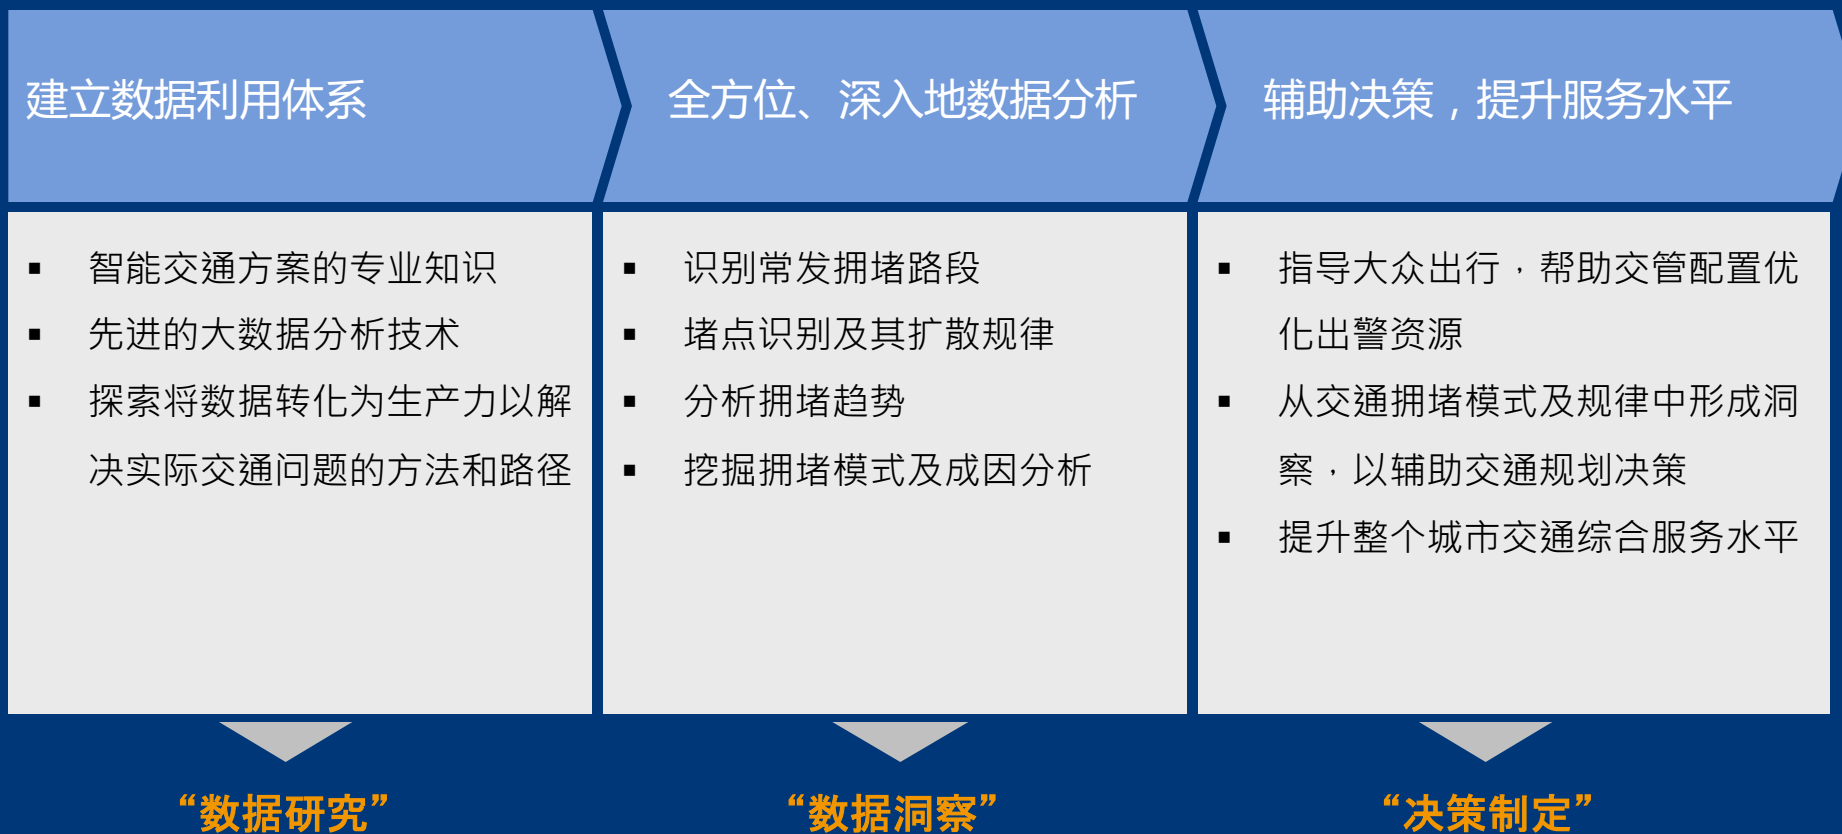 建立数据利用体系
全方位、深入地数据分析
辅助决策，提升服务水平
▪ 智能交通方案的专业知识
▪ 先进的大数据分析技术
▪ 探索将数据转化为生产力以解
决实际交通问题的方法和路径
▪ 识别常发拥堵路段
▪ 堵点识别及其扩散规律
▪ 分析拥堵趋势
▪ 挖掘拥堵模式及成因分析
▪ 指导大众出行，帮助交管配置优
化出警资源
▪ 从交通拥堵模式及规律中形成洞
察，以辅助交通规划决策
▪ 提升整个城市交通综合服务水平
“数据研究”
“数据洞察”
“决策制定”